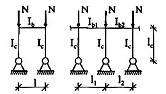 N N N N N
I_b I_b1 I_b2
I_c I_c I_c I_c I_c l_c
l l_1 l_2